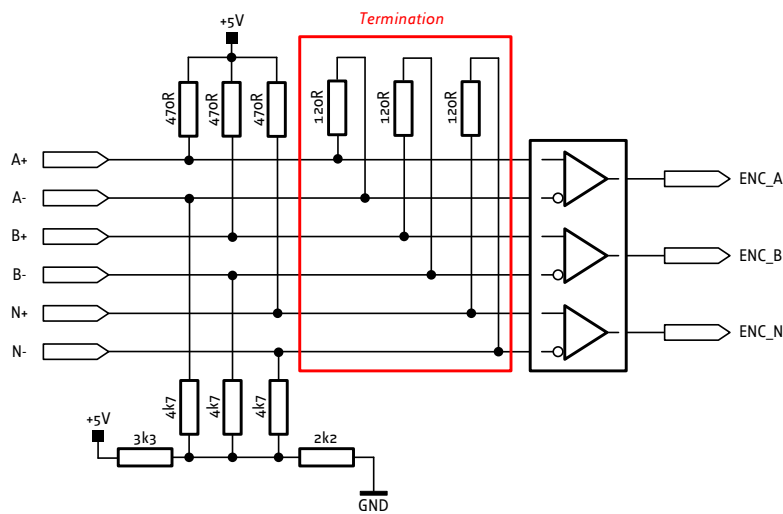 Termination
+5V
470R
470R
470R
120R
120R
120R
A+
A-
B+
B-
N+
N-
ENC_A
ENC_B
ENC_N
4k7
4k7
4k7
+5V
3k3
2k2
GND